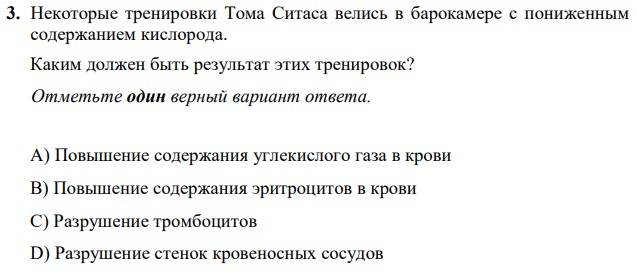 3. Некоторые тренировки Тома Ситаса велись в барокамере с пониженным
содержанием кислорода.
Каким должен быть результат этих тренировок?
Отметьте один верный вариант ответа.
A) Повышение содержания углекислого газа в крови
B) Повышение содержания эритроцитов в крови
C) Разрушение тромбоцитов
D) Разрушение стенок кровеносных сосудов